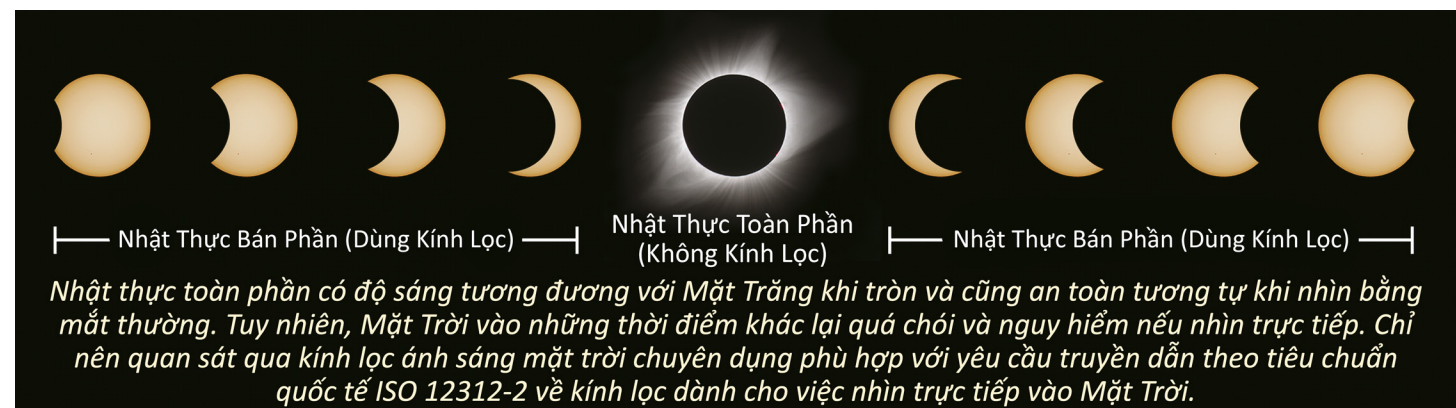 Nhật Thực Bán Phần (Dùng Kính Lọc)
Nhật Thực Toàn Phần
(Không Kính Lọc)
Nhật Thực Bán Phần (Dùng Kính Lọc)
Nhật thực toàn phần có độ sáng tương đương với Mặt Trăng khi tròn và cũng an toàn tương tự khi nhìn bằng
mắt thường. Tuy nhiên, Mặt Trời vào những thời điểm khác lại quá chói và nguy hiểm nếu nhìn trực tiếp. Chỉ
nên quan sát qua kính lọc ánh sáng mặt trời chuyên dụng phù hợp với yêu cầu truyền dẫn theo tiêu chuẩn
quốc tế ISO 12312-2 về kính lọc dành cho việc nhìn trực tiếp vào Mặt Trời.